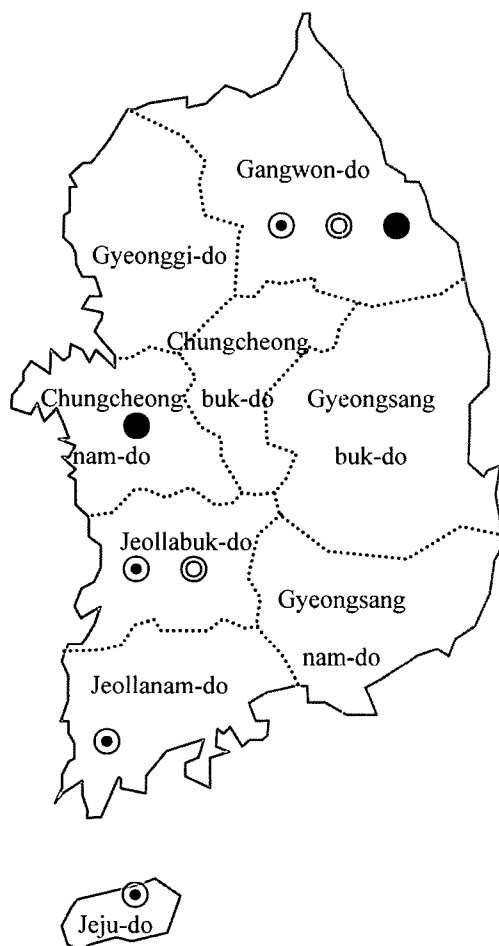 Gangwon-do
Gyeonggi-do
Chungcheong
buk-do
Chungcheong
nam-do
Gyeongsang
buk-do
Jeollabuk-do
Gyeongsang
nam-do
Jeollanam-do
Jeju-do